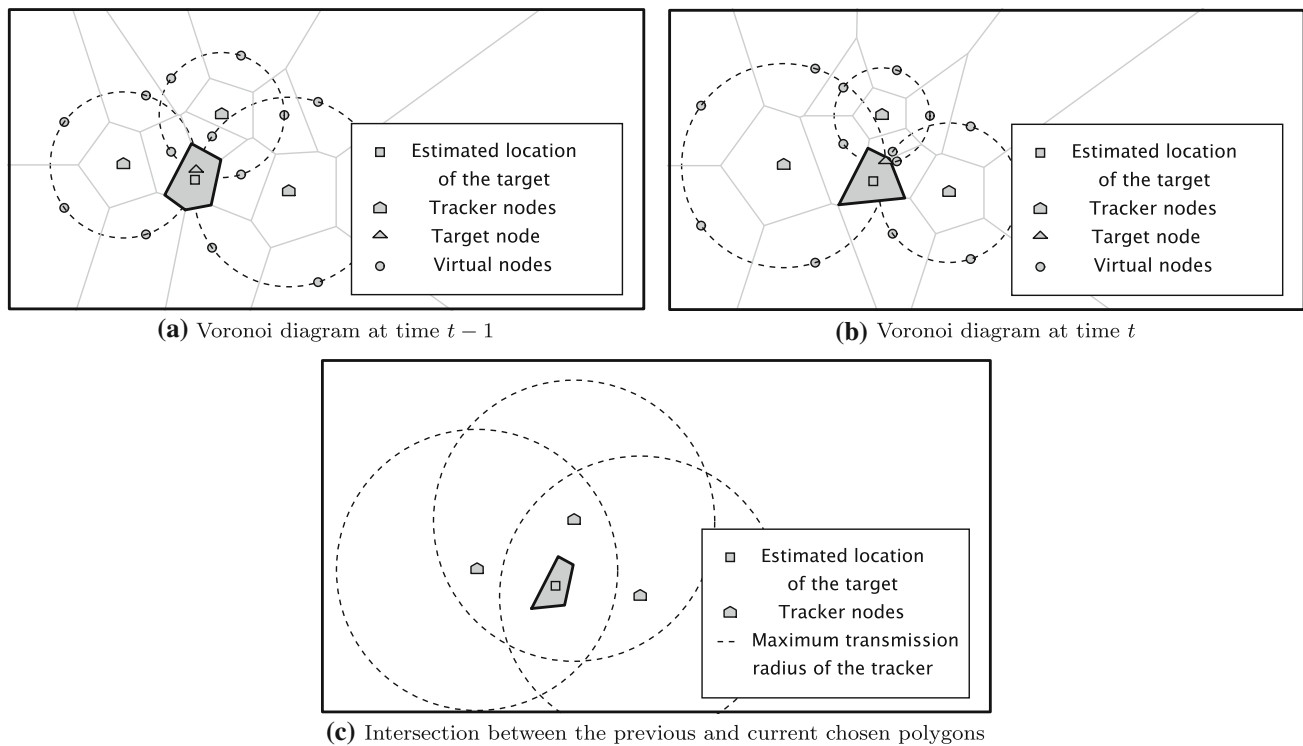 Estimated location
of the target
Tracker nodes
Target node
Virtual nodes
(a) Voronoi diagram at time t − 1
Estimated location
of the target
Tracker nodes
Target node
Virtual nodes
(b) Voronoi diagram at time t
Estimated location
of the target
Tracker nodes
Maximum transmission
radius of the tracker
(c) Intersection between the previous and current chosen polygons